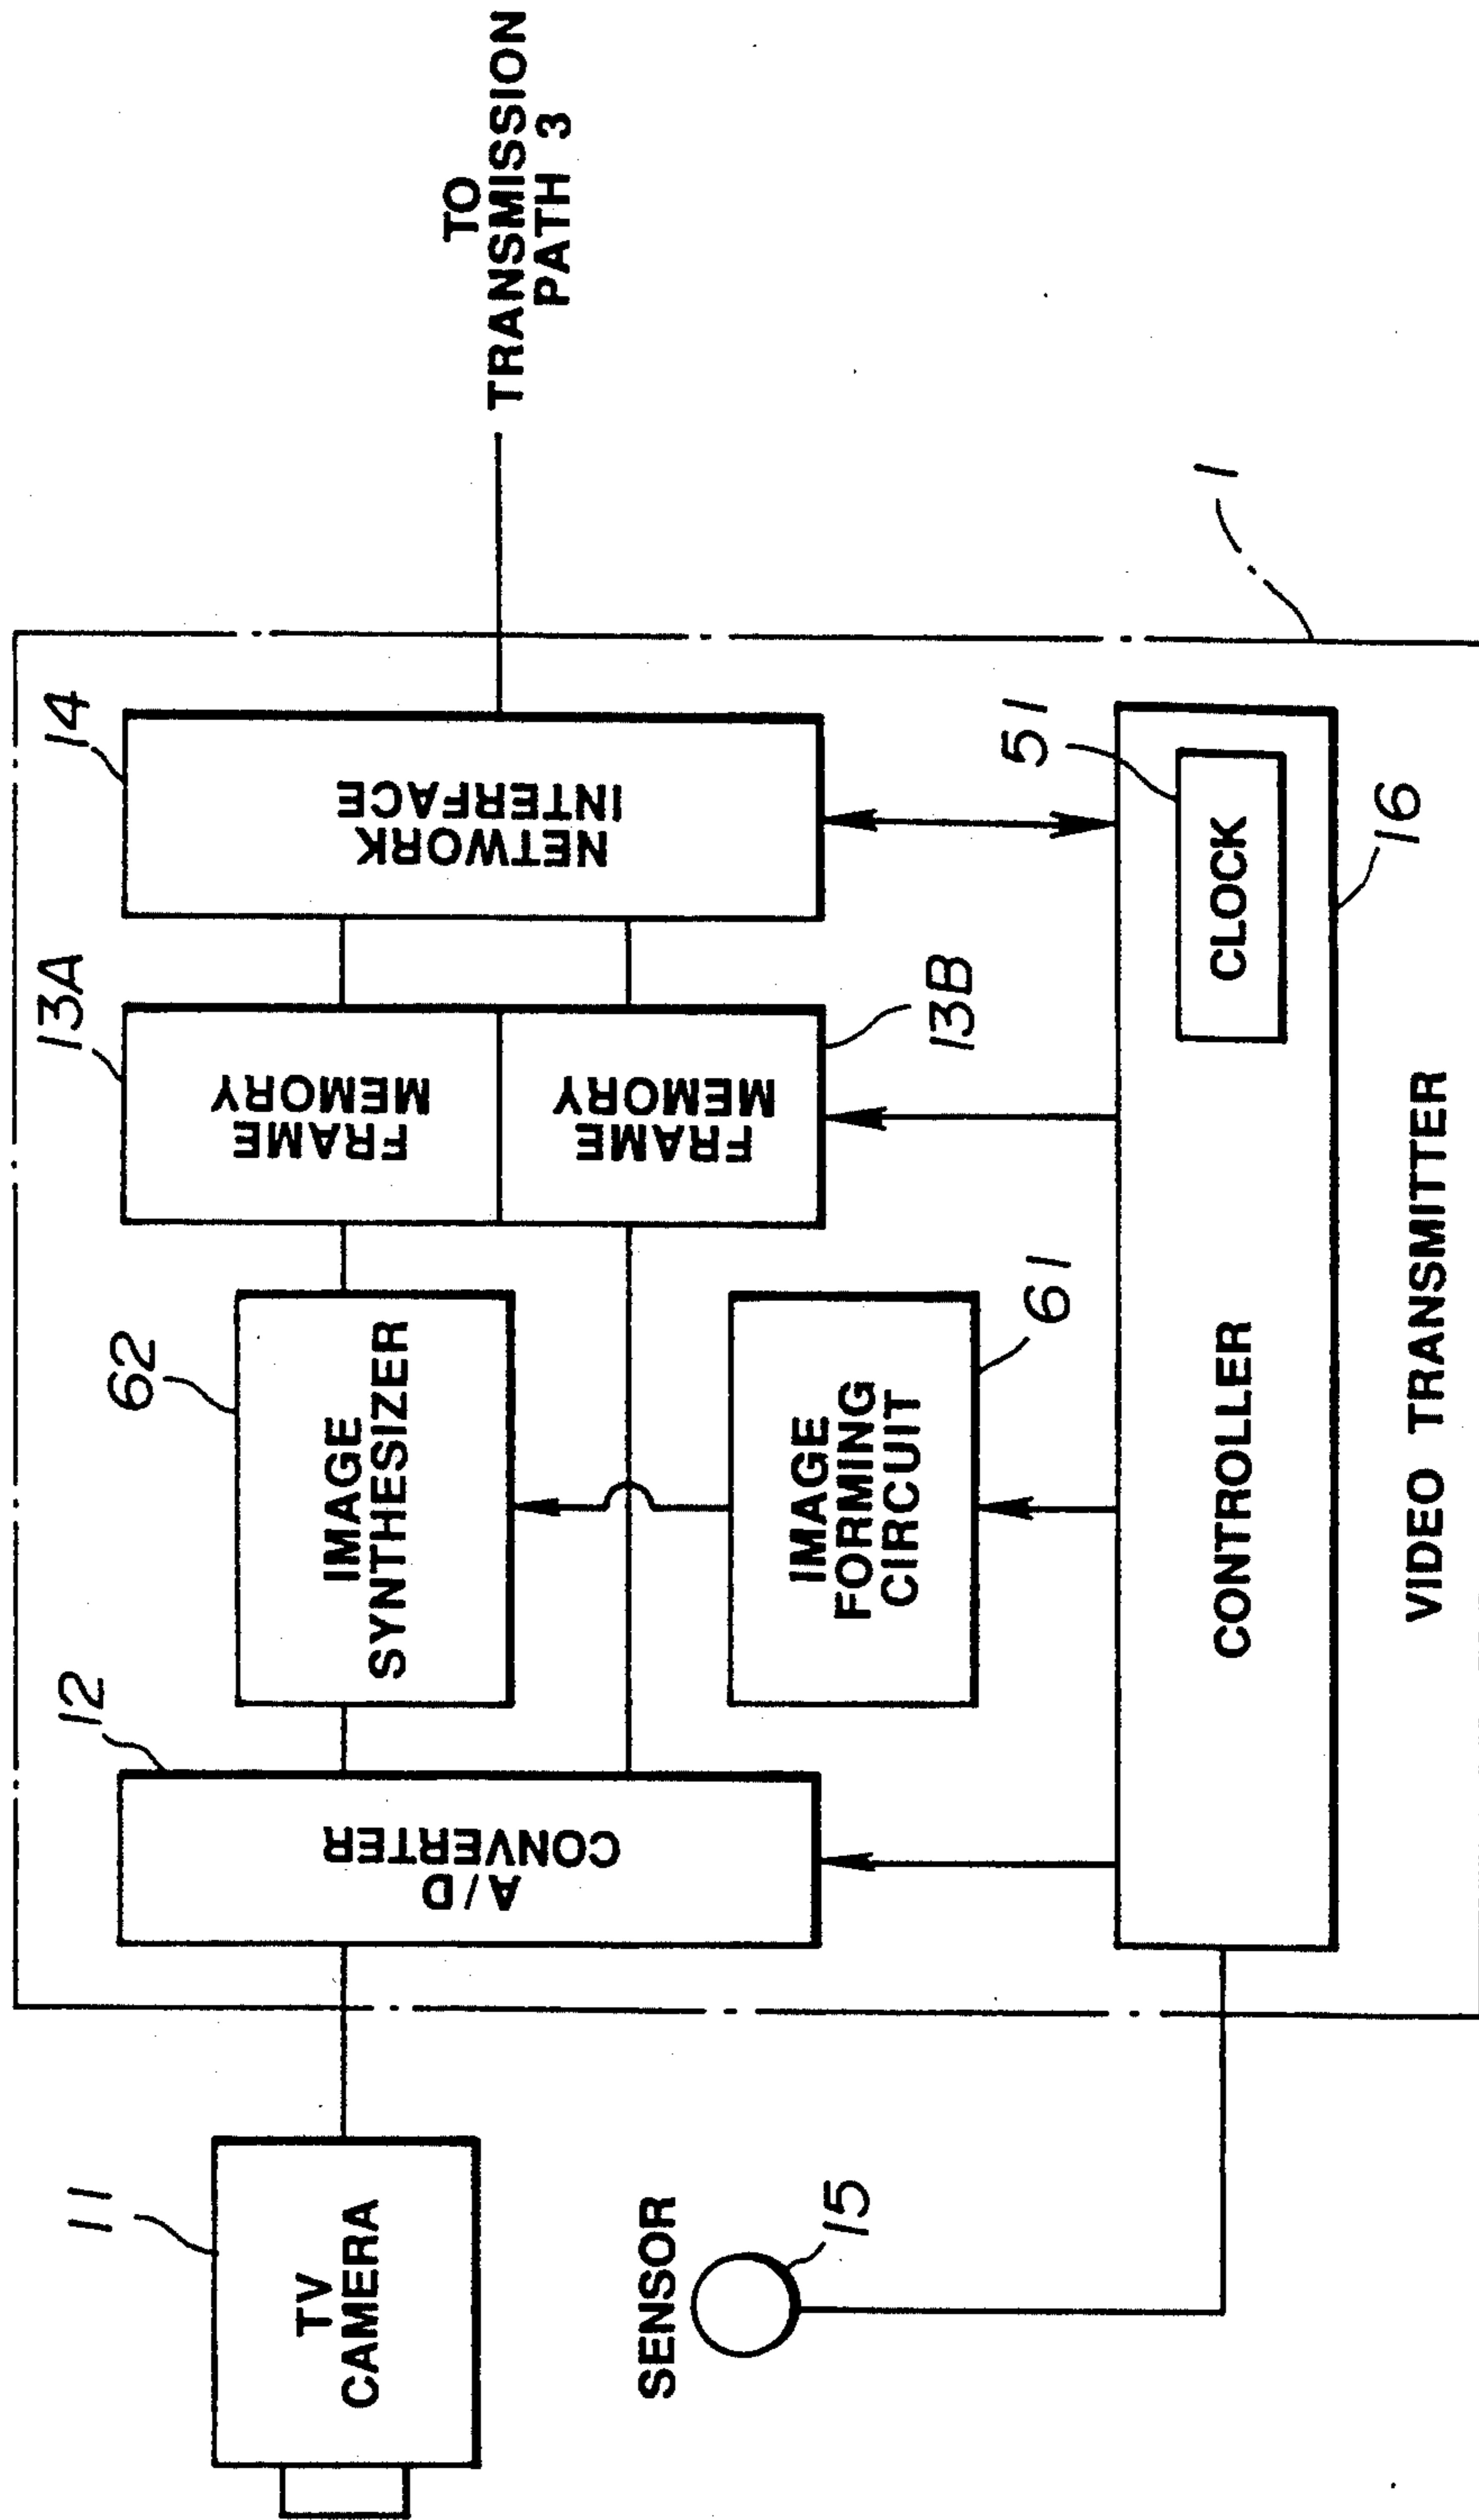 11
TV
CAMERA
SENSOR
15
12
A/D
CONVERTER
62
IMAGE
SYNTHESIZER
IMAGE
FORMING
CIRCUIT
61
13A
FRAME
MEMORY
FRAME
MEMORY
13B
14
NETWORK
INTERFACE
TO
TRANSMISSION
PATH 3
51
CLOCK
CONTROLLER
16
VIDEO TRANSMITTER
1